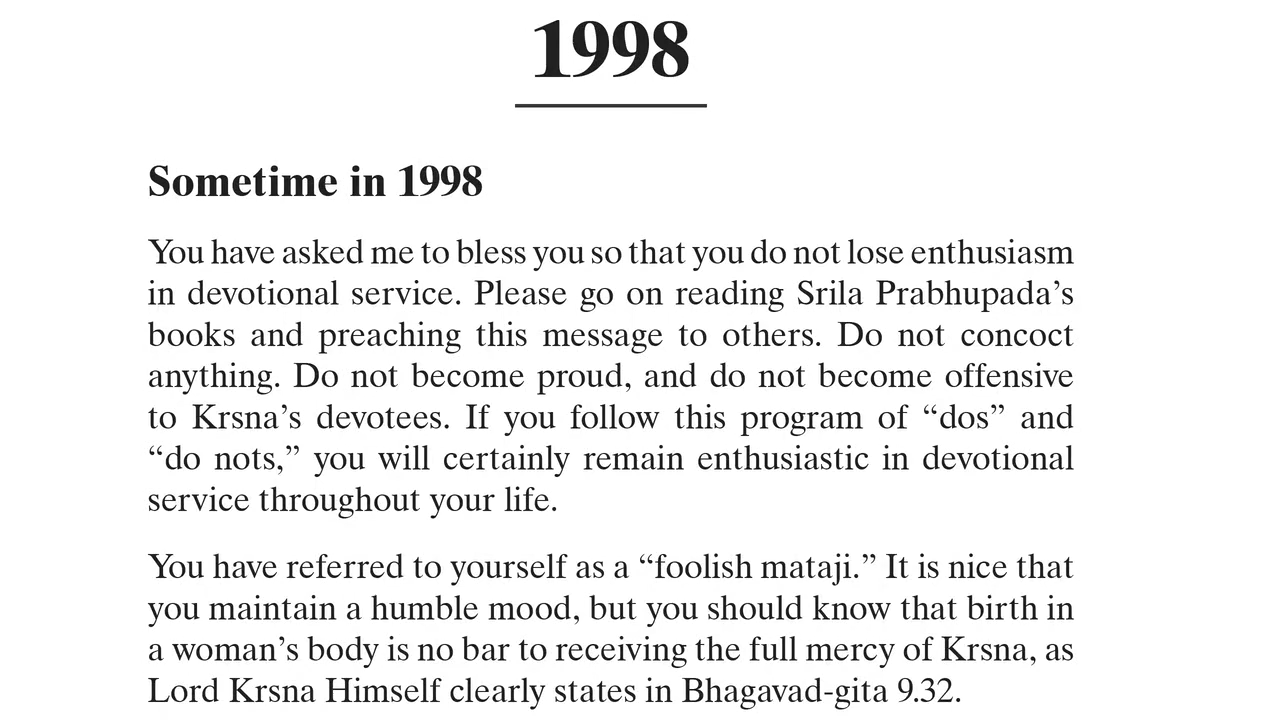 1998
Sometime in 1998
You have asked me to bless you so that you do not lose enthusiasm
in devotional service. Please go on reading Srila Prabhupada’s
books and preaching this message to others. Do not concoct
anything. Do not become proud, and do not become offensive
to Krsna’s devotees. If you follow this program of “dos” and
“do nots,” you will certainly remain enthusiastic in devotional
service throughout your life.
You have referred to yourself as a “foolish mataji.” It is nice that
you maintain a humble mood, but you should know that birth in
a woman’s body is no bar to receiving the full mercy of Krsna, as
Lord Krsna Himself clearly states in Bhagavad-gita 9.32.